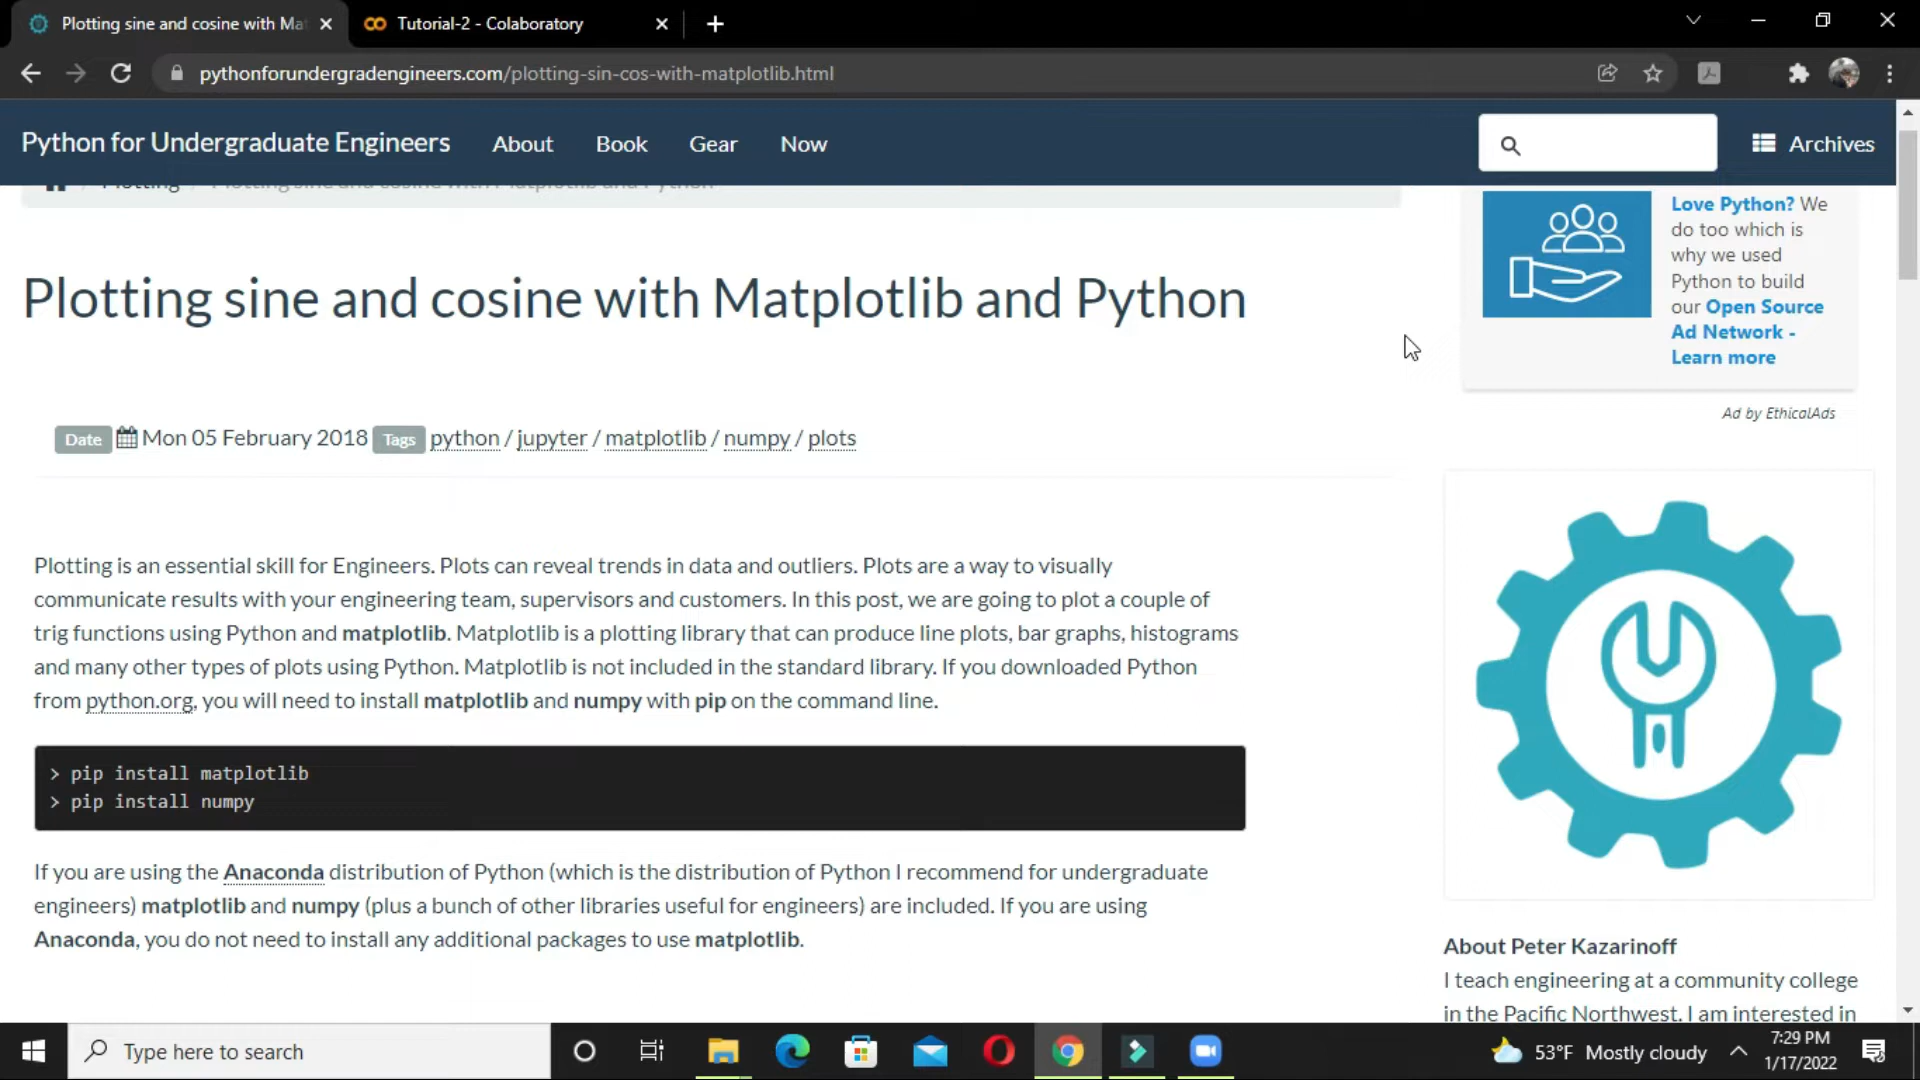 Plotting sine and cosine with Mat
Tutorial-2 - Colaboratory
pythonforundergradengineers.com/plotting-sin-cos-with-matplotlib.html
Python for Undergraduate Engineers
About
Book
Gear
Now
Archives
Plotting / Plotting sine and cosine with Matplotlib and Python
Love Python? We
do too which is
why we used
Python to build
our Open Source
Ad Network -
Learn more
Ad by EthicalAds
Plotting sine and cosine with Matplotlib and Python
Date Mon 05 February 2018 Tags python / jupyter / matplotlib / numpy / plots
Plotting is an essential skill for Engineers. Plots can reveal trends in data and outliers. Plots are a way to visually
communicate results with your engineering team, supervisors and customers. In this post, we are going to plot a couple of
trig functions using Python and matplotlib. Matplotlib is a plotting library that can produce line plots, bar graphs, histograms
and many other types of plots using Python. Matplotlib is not included in the standard library. If you downloaded Python
from python.org, you will need to install matplotlib and numpy with pip on the command line.
> pip install matplotlib
> pip install numpy
If you are using the Anaconda distribution of Python (which is the distribution of Python I recommend for undergraduate
engineers) matplotlib and numpy (plus a bunch of other libraries useful for engineers) are included. If you are using
Anaconda, you do not need to install any additional packages to use matplotlib.
About Peter Kazarinoff
I teach engineering at a community college
in the Pacific Northwest. I am interested in
Type here to search
53°F Mostly cloudy
7:29 PM
1/17/2022